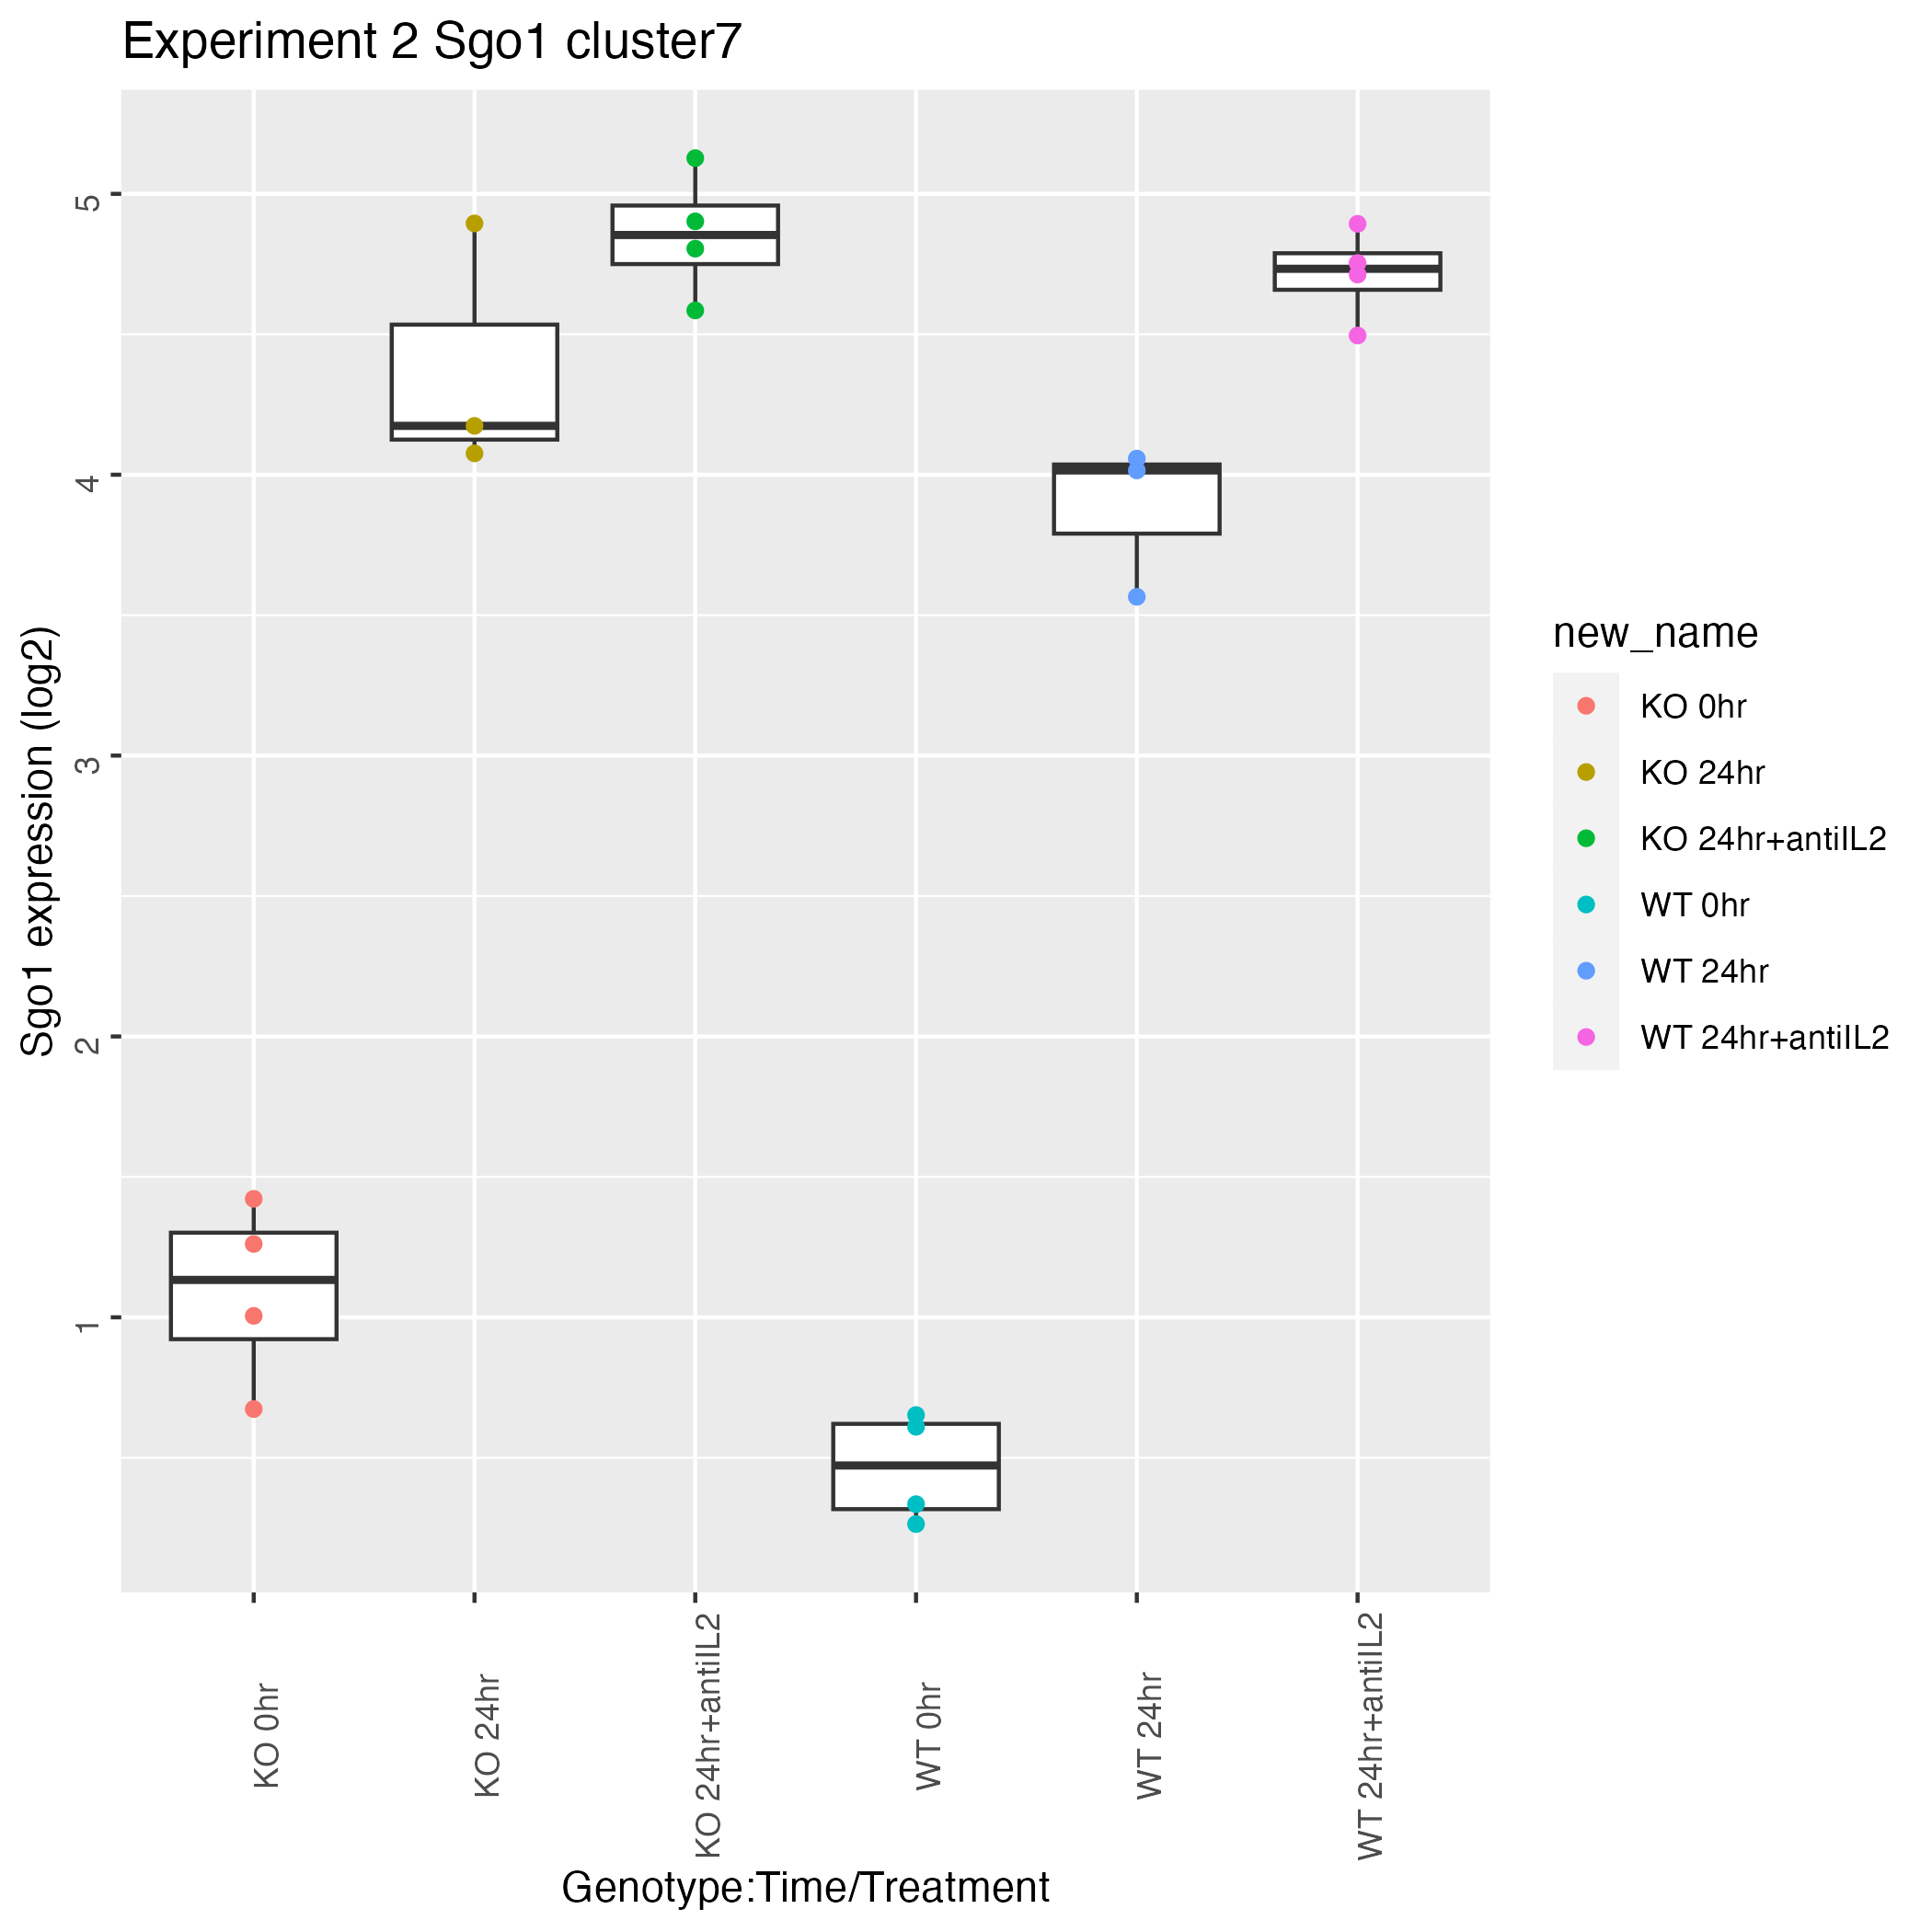 Experiment 2 Sgo1 cluster7
Sgo1 expression (log2)
5
4
3
2
1
KO 0hr
KO 24hr
KO 24hr+antiIL2
WT 0hr
WT 24hr
WT 24hr+antiIL2
Genotype:Time/Treatment
new_name
KO 0hr
KO 24hr
KO 24hr+antiIL2
WT 0hr
WT 24hr
WT 24hr+antiIL2